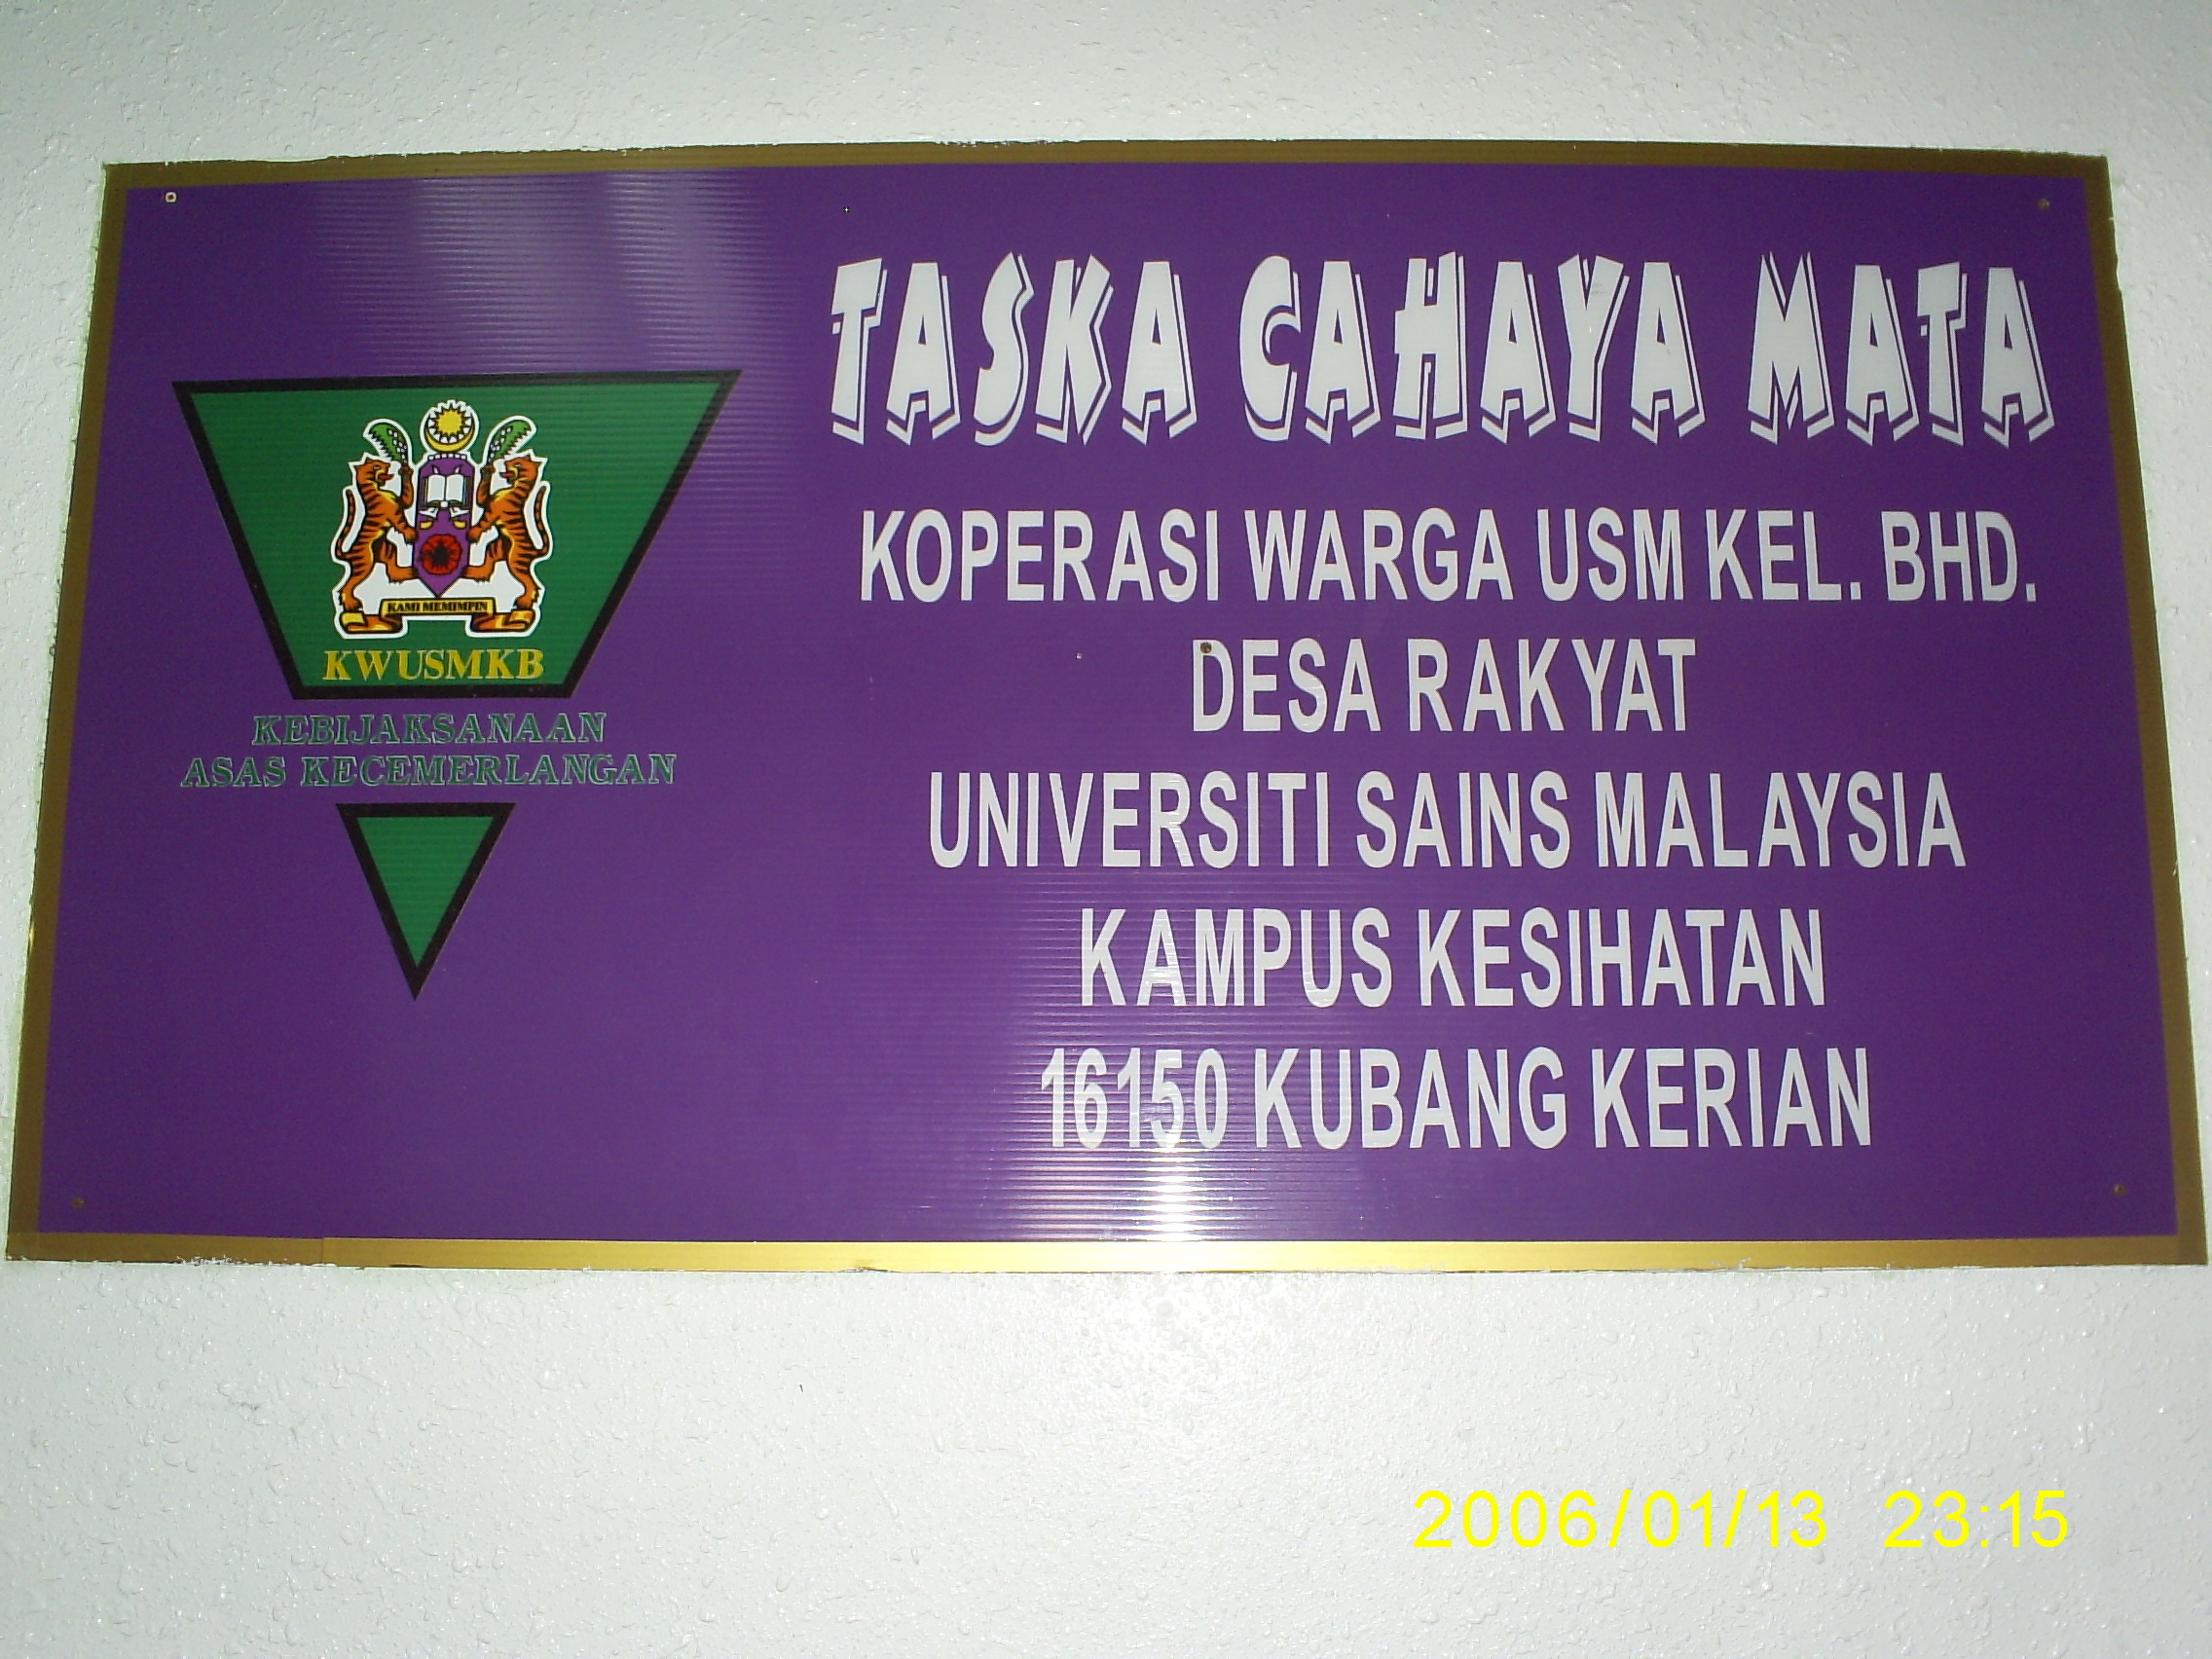 TASKA CAHAYA MATA
KOPERASI WARGA USM KEL. BHD.
DESA RAKYAT
UNIVERSITI SAINS MALAYSIA
KAMPUS KESIHATAN
16150 KUBANG KERIAN
KAMI MEMIMPIN
KWUSMKB
KEBIJAKSANAAN
ASAS KECEMERLANGAN
2006/01/13 23:15